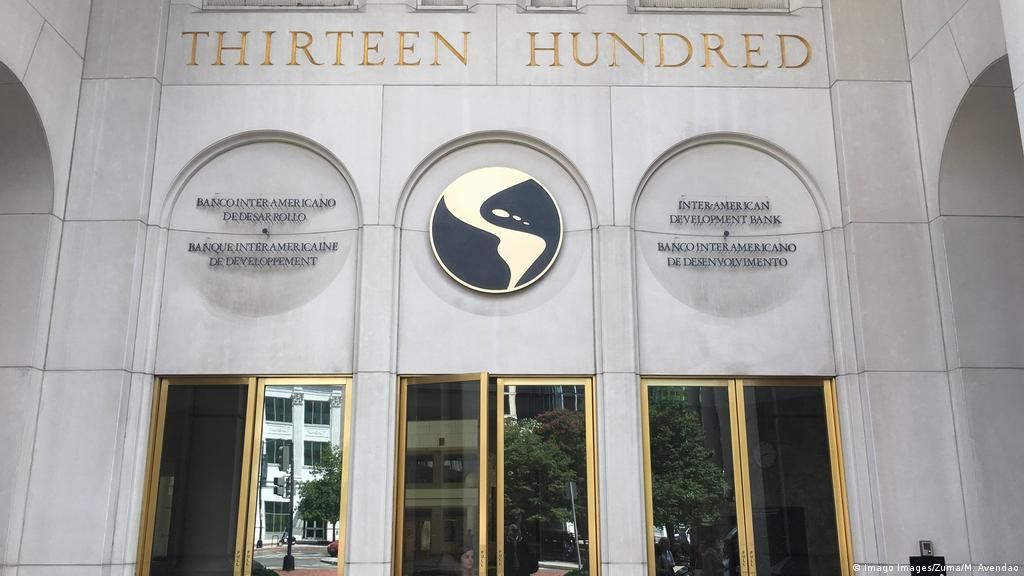 THIRTEEN HUNDRED
BANCO INTERAMERICANO
DE DESARROLLO
BANQUE INTERAMERICAINE
DE DEVELOPPEMENT
INTER-AMERICAN
DEVELOPMENT BANK
BANCO INTERAMERICANO
DE DESENVOLVIMENTO
© Imago Images/Zuma/M. Avendao